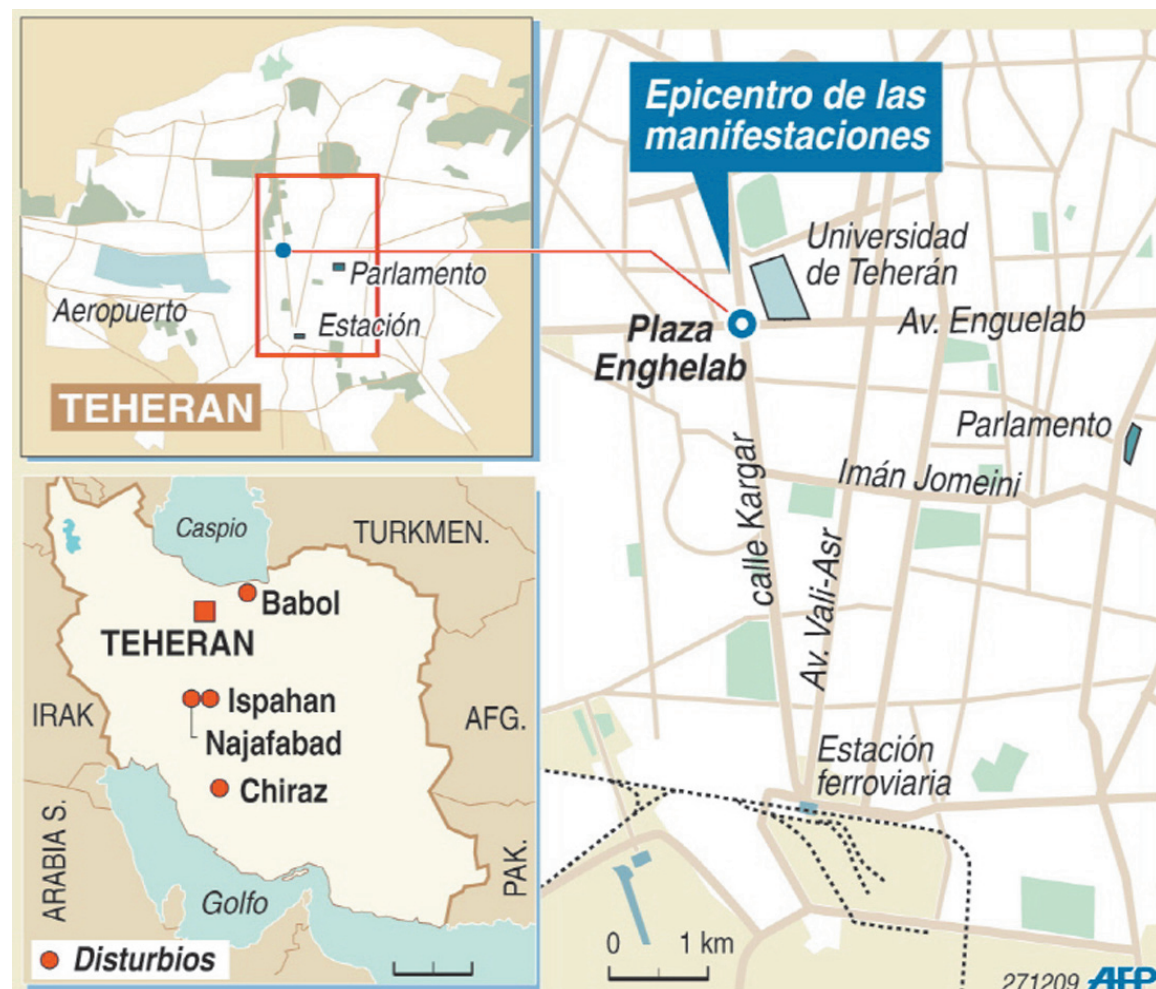 Aeropuerto
Parlamento
Estación
TEHERAN
Caspio
TURKMEN.
Babol
TEHERAN
IRAK
Ispahan
AFG.
Najafabad
Chiraz
ARABIA S.
PAK.
Golfo
Disturbios
Epicentro de las
manifestaciones
Universidad
de Teherán
Av. Enguelab
Plaza
Enghelab
Parlamento
Imán Jomeini
calle Kargar
Av. Vali-Asr
Estación
ferroviaria
0 1 km
271209 AFP